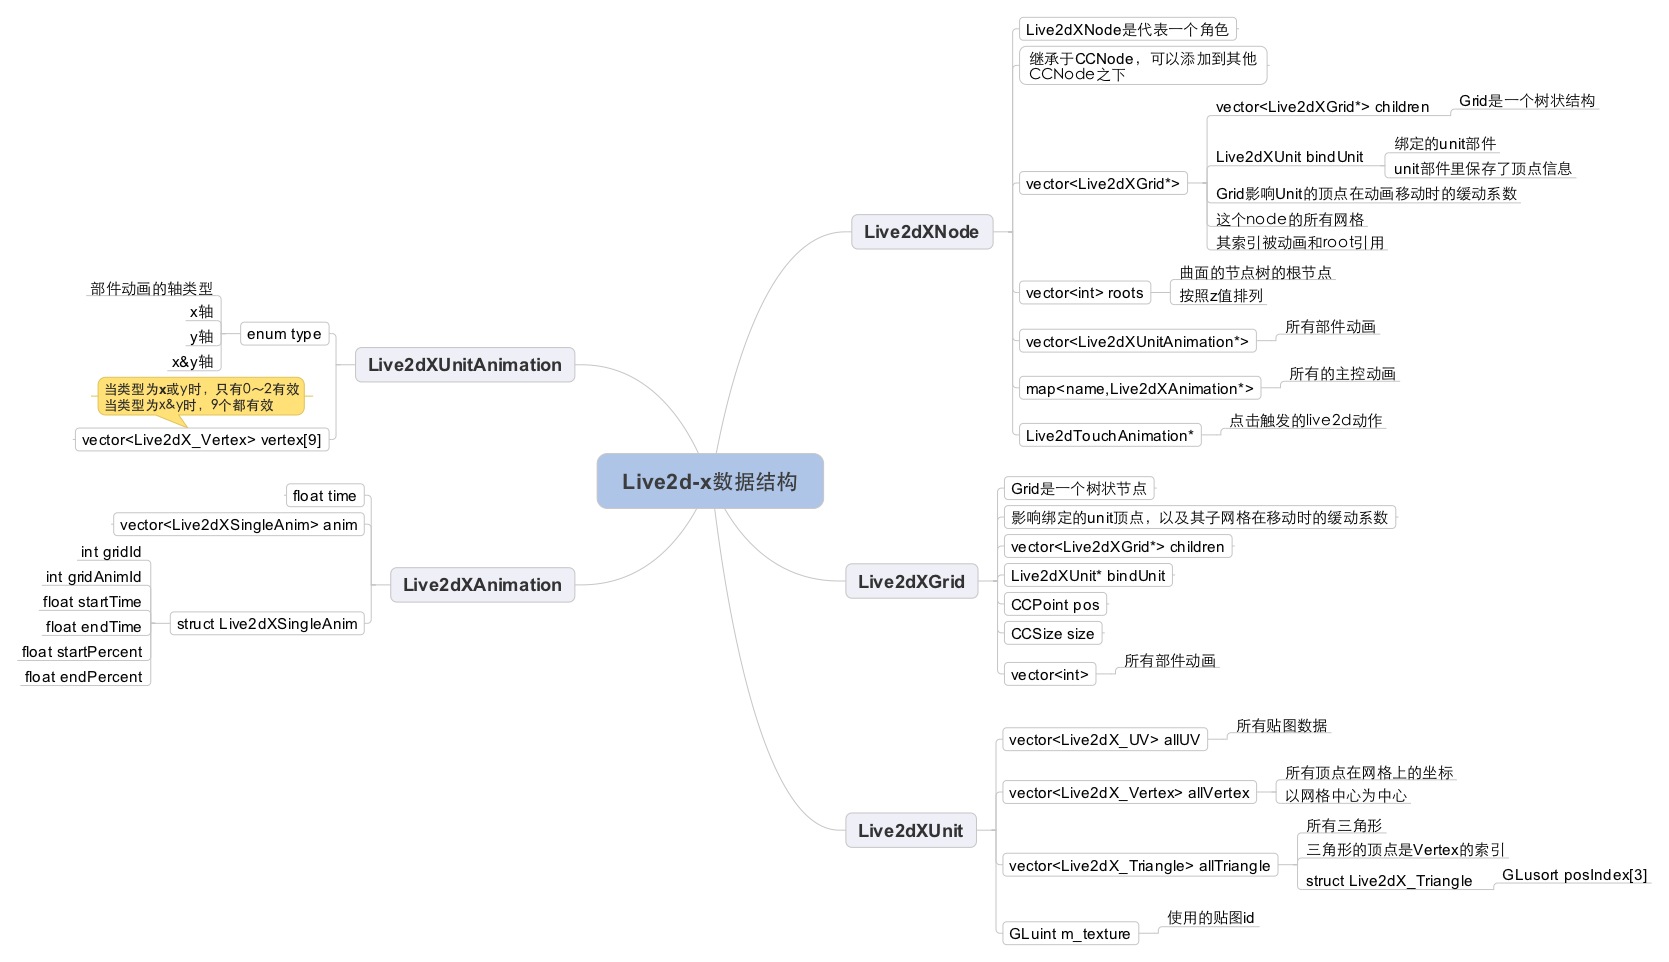 Live2d-x数据结构
Live2dXNode
Live2dXNode是代表一个角色
继承于CCNode，可以添加到其他
CCNode之下
vector<Live2dXGrid*>
vector<Live2dXGrid*> children
Grid是一个树状结构
Live2dXUnit bindUnit
绑定的unit部件
unit部件里保存了顶点信息
Grid影响Unit的顶点在动画移动时的缓动系数
这个node的所有网格
其索引被动画和root引用
vector<int> roots
曲面的节点树的根节点
按照z值排列
vector<Live2dXUnitAnimation*>
所有部件动画
map<name,Live2dXAnimation*>
所有的主控动画
Live2dTouchAnimation*
点击触发的live2d动作
Live2dXGrid
Grid是一个树状节点
影响绑定的unit顶点，以及其子网格在移动时的缓动系数
vector<Live2dXGrid*> children
Live2dXUnit* bindUnit
CCPoint pos
CCSize size
vector<int>
所有部件动画
Live2dXUnit
vector<Live2dX_UV> allUV
所有贴图数据
vector<Live2dX_Vertex> allVertex
所有顶点在网格上的坐标
以网格中心为中心
vector<Live2dX_Triangle> allTriangle
所有三角形
三角形的顶点是Vertex的索引
struct Live2dX_Triangle
GLusort posIndex[3]
GLuint m_texture
使用的贴图id
Live2dXUnitAnimation
enum type
部件动画的轴类型
x轴
y轴
x&y轴
当类型为x或y时，只有0～2有效
当类型为x&y时，9个都有效
vector<Live2dX_Vertex> vertex[9]
Live2dXAnimation
float time
vector<Live2dXSingleAnim> anim
struct Live2dXSingleAnim
int gridId
int gridAnimId
float startTime
float endTime
float startPercent
float endPercent